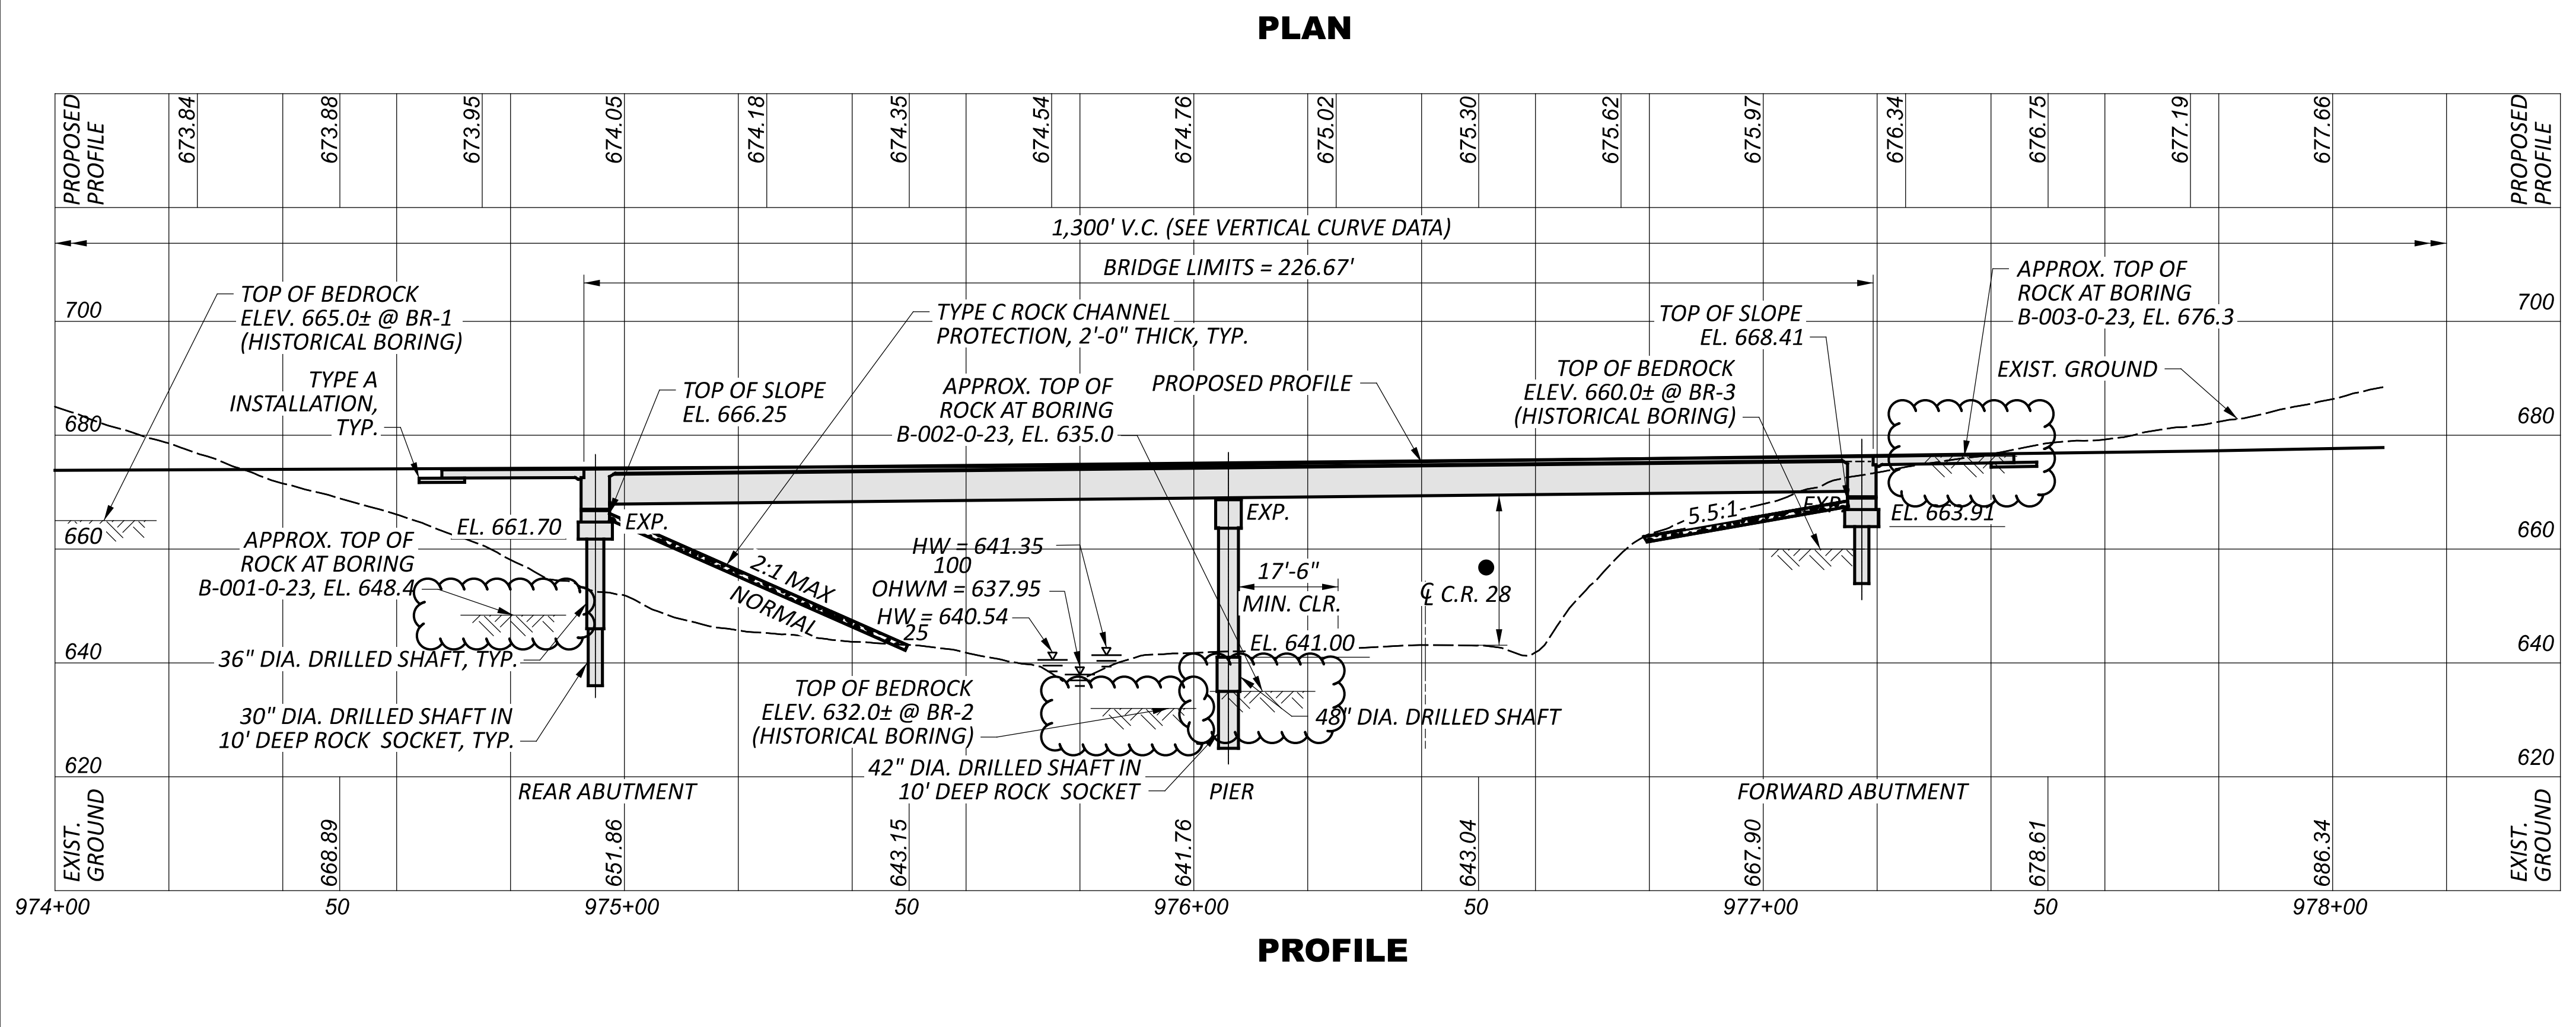 PLAN
PROPOSED
PROFILE
673.84
673.88
673.95
674.05
674.18
674.35
674.54
674.76
675.02
675.30
675.62
675.97
676.34
676.75
677.19
677.66
PROPOSED
PROFILE
1,300' V.C. (SEE VERTICAL CURVE DATA)
BRIDGE LIMITS = 226.67'
TOP OF BEDROCK
ELEV. 665.0± @ BR-1
(HISTORICAL BORING)
TYPE A
INSTALLATION,
TYP.
TOP OF SLOPE
EL. 666.25
TYPE C ROCK CHANNEL
PROTECTION, 2'-0" THICK, TYP.
APPROX. TOP OF
ROCK AT BORING
B-002-0-23, EL. 635.0
PROPOSED PROFILE
TOP OF SLOPE
EL. 668.41
TOP OF BEDROCK
ELEV. 660.0± @ BR-3
(HISTORICAL BORING)
APPROX. TOP OF
ROCK AT BORING
B-003-0-23, EL. 676.3
EXIST. GROUND
700
700
680
680
660
660
640
640
620
620
EL. 661.70
EXP.
APPROX. TOP OF
ROCK AT BORING
B-001-0-23, EL. 648.4
36" DIA. DRILLED SHAFT, TYP.
30" DIA. DRILLED SHAFT IN
10' DEEP ROCK SOCKET, TYP.
2:1 MAX
NORMAL
HW = 641.35
100
OHWM = 637.95
HW = 640.54
25
EXP.
17'-6"
MIN. CLR.
EL. 641.00
℄ C.R. 28
5.5:1
EXP.
EL. 663.91
TOP OF BEDROCK
ELEV. 632.0± @ BR-2
(HISTORICAL BORING)
48" DIA. DRILLED SHAFT
42" DIA. DRILLED SHAFT IN
10' DEEP ROCK SOCKET
REAR ABUTMENT
PIER
FORWARD ABUTMENT
EXIST.
GROUND
668.89
651.86
643.15
641.76
643.04
667.90
678.61
686.34
EXIST.
GROUND
974+00
50
975+00
50
976+00
50
977+00
50
978+00
PROFILE